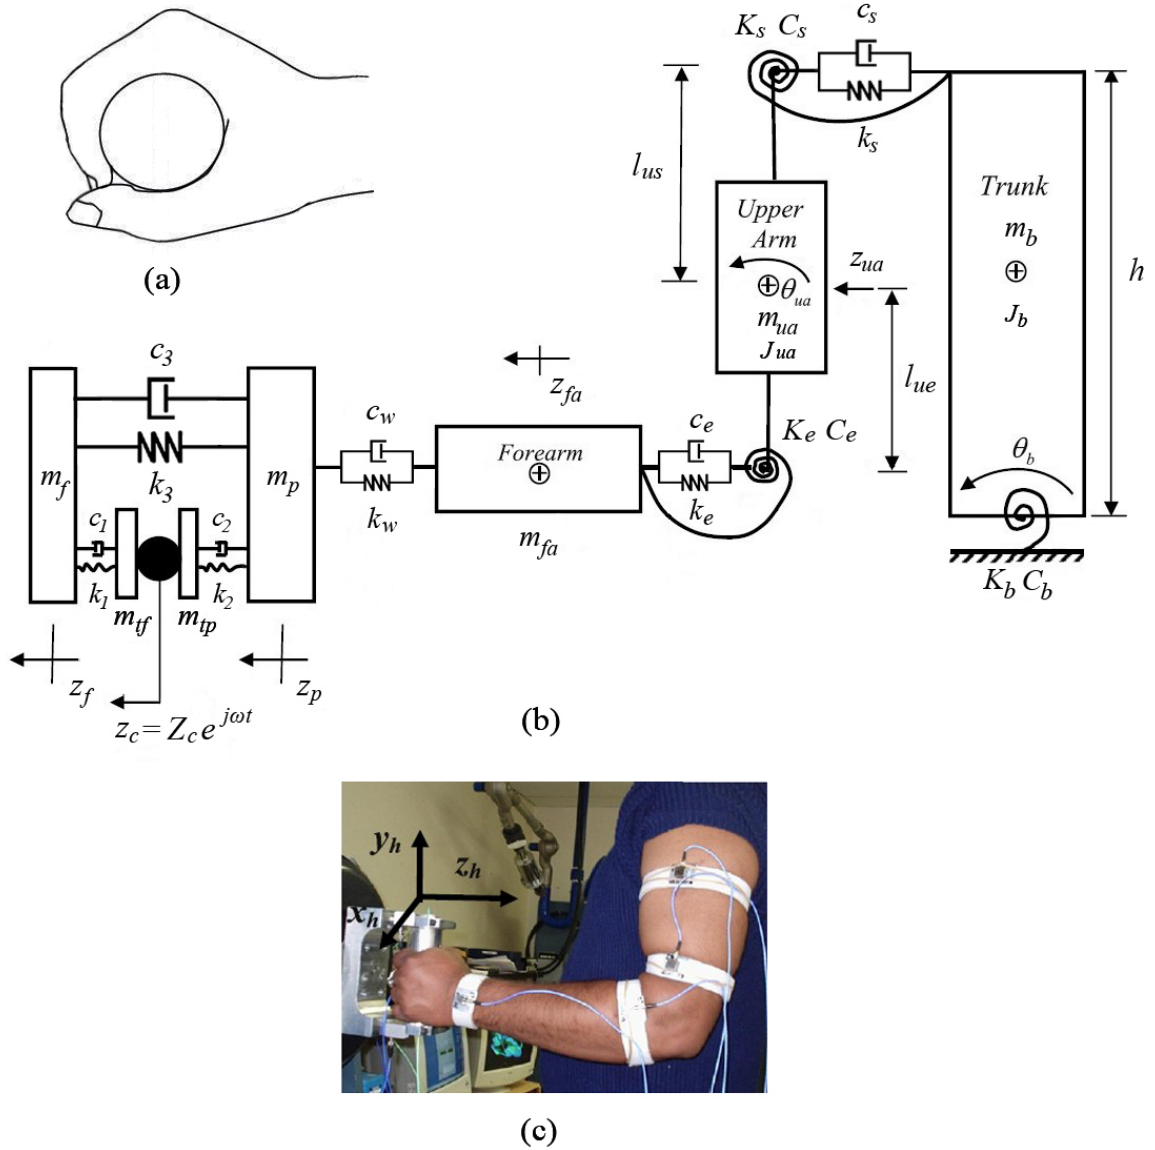 K_s C_s
c_s
k_s
l_us
h
Upper
Arm
θ_ua
m_ua
J_ua
z_ua
l_ue
Trunk
m_b
J_b
θ_b
K_b C_b
(a)
c_3
k_3
m_f
m_p
c_1
k_1
c_2
k_2
m_tf
m_tp
z_f
z_p
z_c = Z_c e^jωt
c_w
k_w
z_fa
Forearm
m_fa
c_e
k_e
K_e C_e
(b)
y_h
z_h
x_h
(c)